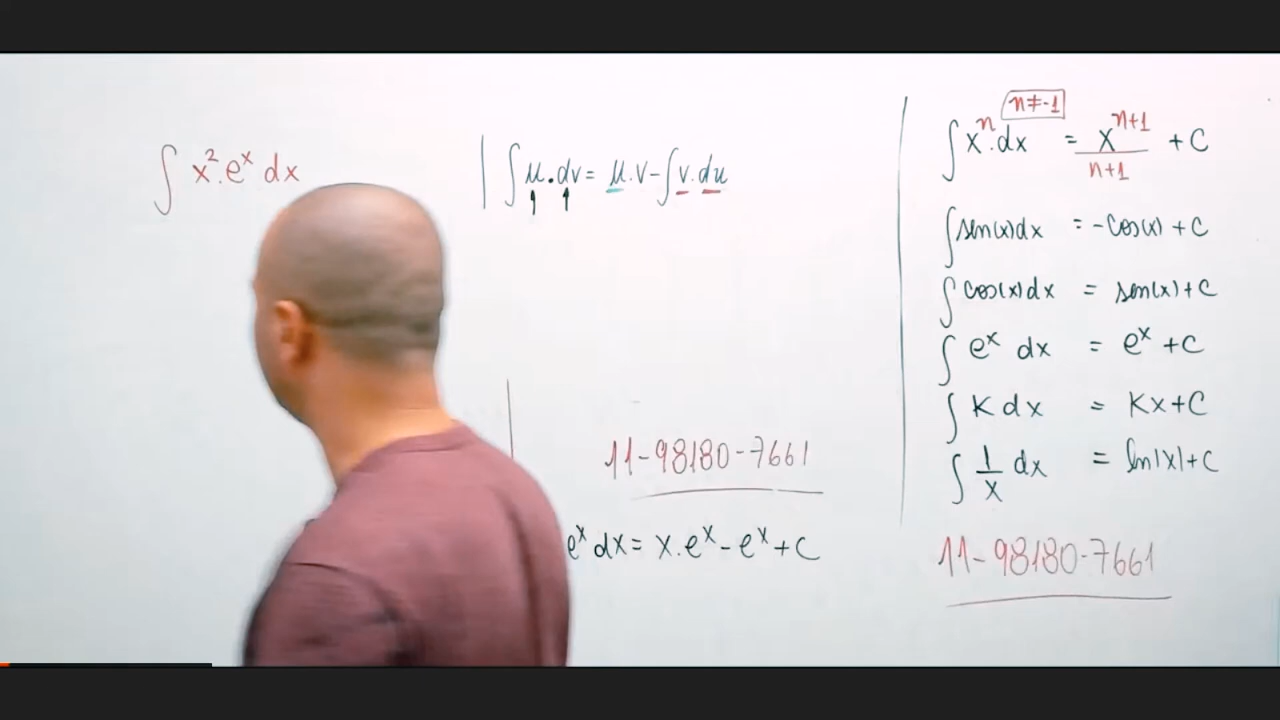 ∫ x².eˣ dx
∫ μ.dv = μ.v - ∫ v.du
11-98180-7661
eˣ dx = x.eˣ - eˣ + C
n≠-1
∫ xⁿ.dx = xⁿ⁺¹/n+1 + C
∫ sen(x)dx = -cos(x) + C
∫ cos(x)dx = sen(x) + C
∫ eˣ dx = eˣ + C
∫ K dx = Kx + C
∫ 1/x dx = ln|x| + C
11-98180-7661